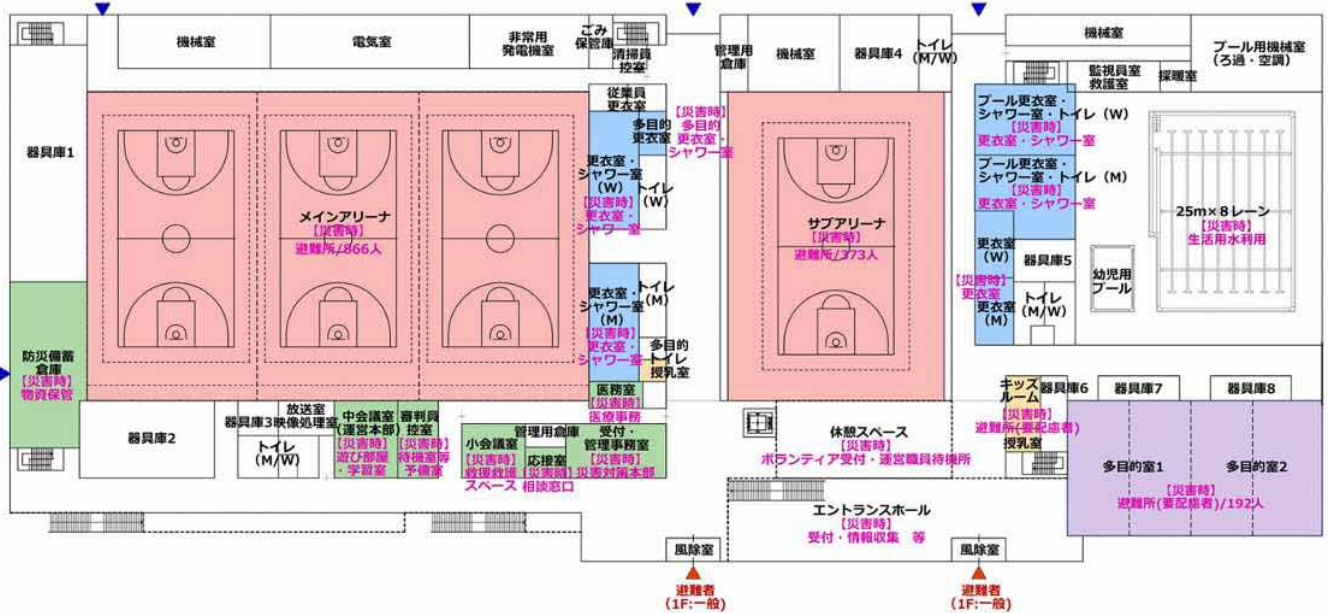 機械室
電気室
非常用
発電機室
ごみ
保管庫
清掃員
控室
管理用
倉庫
機械室
器具庫4
トイレ
(M/W)
機械室
プール用機械室
(ろ過・空調)
監視員室
救護室
採暖室
従業員
更衣室
器具庫1
多目的
更衣室
【災害時】
多目的
更衣室・
シャワー室
更衣室・
シャワー室
(W)
【災害時】
更衣室・
シャワー室
トイレ
(W)
プール更衣室・
シャワー室・トイレ(W)
【災害時】
更衣室・シャワー室
プール更衣室・
シャワー室・トイレ(M)
【災害時】
更衣室・シャワー室
メインアリーナ
【災害時】
避難所/866人
サブアリーナ
【災害時】
避難所/373人
25m×8レーン
【災害時】
生活用水利用
更衣室
(W)
【災害時】
更衣室
更衣室
(M)
器具庫5
トイレ
(M/W)
幼児用
プール
更衣室・
シャワー室
(M)
【災害時】
更衣室・
シャワー室
トイレ
(M)
多目的
トイレ
授乳室
防災備蓄
倉庫
【災害時】
物資保管
医務室
【災害時】
医療事務
キッズ
ルーム
【災害時】
避難所(要配慮者)
授乳室
器具庫6
器具庫7
器具庫8
器具庫2
器具庫3
放送室
映像処理室
トイレ
(M/W)
中会議室
(運営本部)
【災害時】
遊び部屋
・学習室
審判員
控室
【災害時】
待機室等
予備室
管理用倉庫
小会議室
【災害時】
救援救護
スペース
応接室
【災害時】
相談窓口
受付・
管理事務室
【災害時】
災害対策本部
休憩スペース
【災害時】
ボランティア受付・運営職員待機所
多目的室1
多目的室2
【災害時】
避難所(要配慮者)/192人
エントランスホール
【災害時】
受付・情報収集 等
風除室
風除室
避難者
(1F:一般)
避難者
(1F:一般)